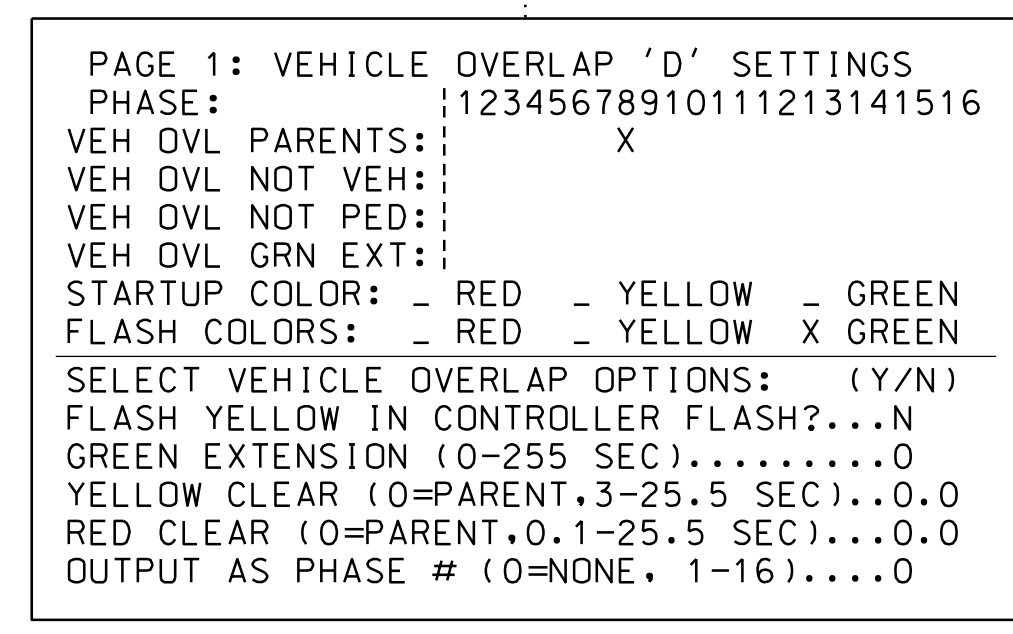 PAGE 1: VEHICLE OVERLAP 'D' SETTINGS
PHASE: ¦12345678910111213141516
VEH OVL PARENTS:¦ X
VEH OVL NOT VEH:¦
VEH OVL NOT PED:¦
VEH OVL GRN EXT:¦
STARTUP COLOR: _ RED _ YELLOW _ GREEN
FLASH COLORS: _ RED _ YELLOW X GREEN
SELECT VEHICLE OVERLAP OPTIONS: (Y/N)
FLASH YELLOW IN CONTROLLER FLASH?...N
GREEN EXTENSION (0-255 SEC).........0
YELLOW CLEAR (0=PARENT,3-25.5 SEC)..0.0
RED CLEAR (0=PARENT,0.1-25.5 SEC)...0.0
OUTPUT AS PHASE # (0=NONE, 1-16)....0